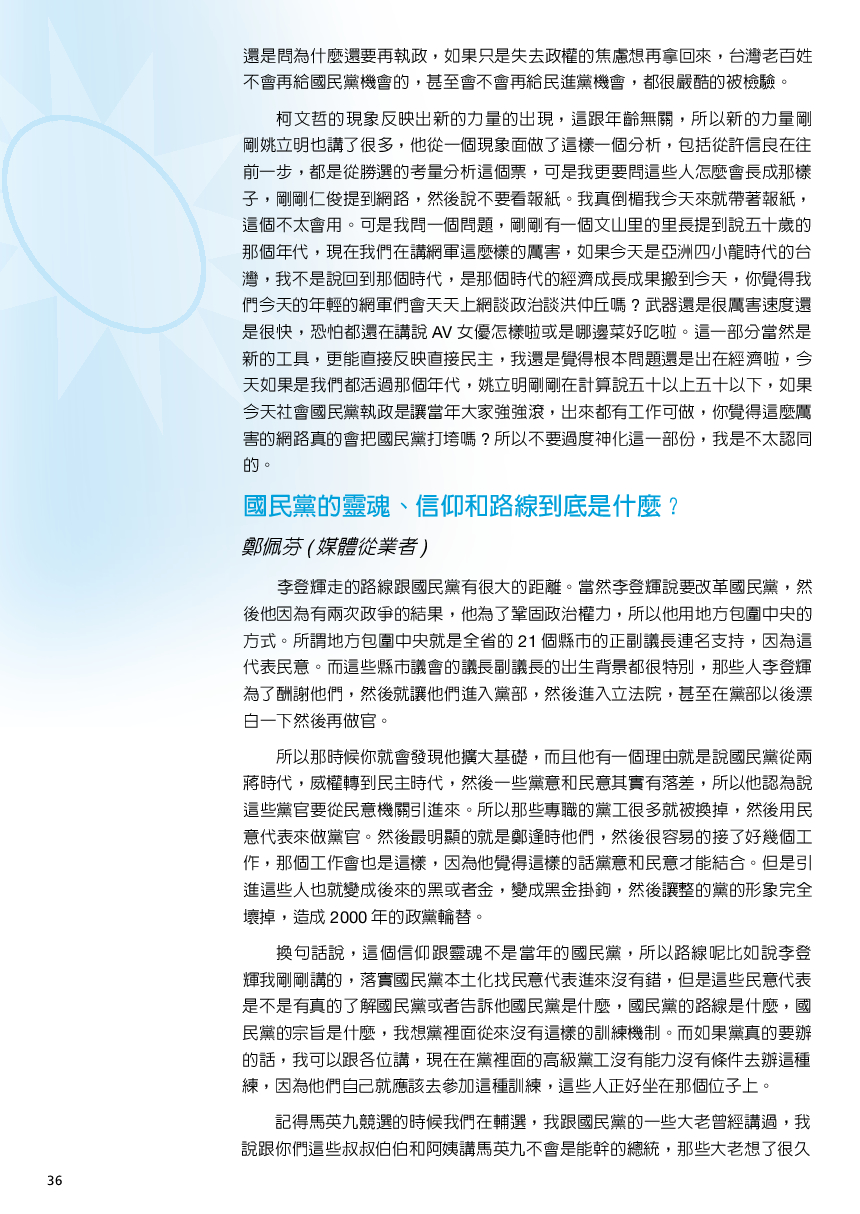 還是問為什麼還要再執政，如果只是失去政權的焦慮想再拿回來，台灣老百姓
不會再給國民黨機會的，甚至會不會再給民進黨機會，都很嚴酷的被檢驗。
柯文哲的現象反映出新的力量的出現，這跟年齡無關，所以新的力量剛
剛姚立明也講了很多，他從一個現象面做了這樣一個分析，包括從許信良在往
前一步，都是從勝選的考量分析這個票，可是我更要問這些人怎麼會長成那樣
子，剛剛仁俊提到網路，然後說不要看報紙。我真倒楣我今天來就帶著報紙，
這個不太會用。可是我問一個問題，剛剛有一個文山里的里長提到說五十歲的
那個年代，現在我們在講網軍這麼樣的厲害，如果今天是亞洲四小龍時代的台
灣，我不是說回到那個時代，是那個時代的經濟成長成果搬到今天，你覺得我
們今天的年輕的網軍們會天天上網談政治談洪仲丘嗎？武器還是很厲害速度還
是很快，恐怕都還在講說 AV 女優怎樣啦或是哪邊菜好吃啦。這一部分當然是
新的工具，更能直接反映直接民主，我還是覺得根本問題還是出在經濟啦，今
天如果是我們都活過那個年代，姚立明剛剛在計算說五十以上五十以下，如果
今天社會國民黨執政是讓當年大家強強滾，出來都有工作可做，你覺得這麼厲
害的網路真的會把國民黨打垮嗎？所以不要過度神化這一部份，我是不太認同
的。
國民黨的靈魂、信仰和路線到底是什麼？
鄭佩芬 ( 媒體從業者 )
李登輝走的路線跟國民黨有很大的距離。當然李登輝說要改革國民黨，然
後他因為有兩次政爭的結果，他為了鞏固政治權力，所以他用地方包圍中央的
方式。所謂地方包圍中央就是全省的 21 個縣市的正副議長連名支持，因為這
代表民意。而這些縣市議會的議長副議長的出生背景都很特別，那些人李登輝
為了酬謝他們，然後就讓他們進入黨部，然後進入立法院，甚至在黨部以後漂
白一下然後再做官。
所以那時候你就會發現他擴大基礎，而且他有一個理由就是說國民黨從兩
蔣時代，威權轉到民主時代，然後一些黨意和民意其實有落差，所以他認為說
這些黨官要從民意機關引進來。所以那些專職的黨工很多就被換掉，然後用民
意代表來做黨官。然後最明顯的就是鄭逢時他們，然後很容易的接了好幾個工
作，那個工作會也是這樣，因為他覺得這樣的話黨意和民意才能結合。但是引
進這些人也就變成後來的黑或者金，變成黑金掛鉤，然後讓整的黨的形象完全
壞掉，造成 2000 年的政黨輪替。
換句話說，這個信仰跟靈魂不是當年的國民黨，所以路線呢比如說李登
輝我剛剛講的，落實國民黨本土化找民意代表進來沒有錯，但是這些民意代表
是不是有真的了解國民黨或者告訴他國民黨是什麼，國民黨的路線是什麼，國
民黨的宗旨是什麼，我想黨裡面從來沒有這樣的訓練機制。而如果黨真的要辦
的話，我可以跟各位講，現在在黨裡面的高級黨工沒有能力沒有條件去辦這種
練，因為他們自己就應該去參加這種訓練，這些人正好坐在那個位子上。
記得馬英九競選的時候我們在輔選，我跟國民黨的一些大老曾經講過，我
說跟你們這些叔叔伯伯和阿姨講馬英九不會是能幹的總統，那些大老想了很久
36